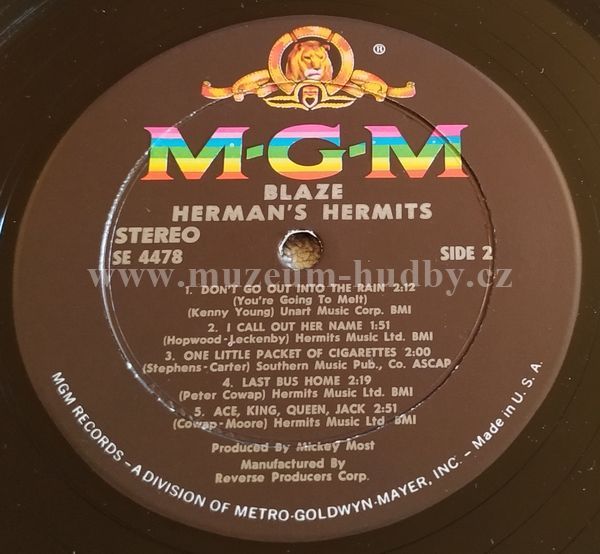 ®
M-G-M
BLAZE
HERMAN'S HERMITS
STEREO
SE 4478
SIDE 2
www.muzeum-hudby.cz
1. DON'T GO OUT INTO THE RAIN 2:12
(You're Going To Melt)
(Kenny Young) Unart Music Corp. BMI
2. I CALL OUT HER NAME 1:51
(Hopwood-Leckenby) Hermits Music Ltd. BMI
3. ONE LITTLE PACKET OF CIGARETTES 2:00
(Stephens-Carter) Southern Music Pub., Co. ASCAP
4. LAST BUS HOME 2:19
(Peter Cowap) Hermits Music Ltd. BMI
5. ACE, KING, QUEEN, JACK 2:51
(Cowap-Moore) Hermits Music Ltd. BMI
Produced By Mickey Most
Manufactured By
Reverse Producers Corp.
MGM RECORDS – A DIVISION OF METRO-GOLDWYN-MAYER, INC. – Made in U.S.A.